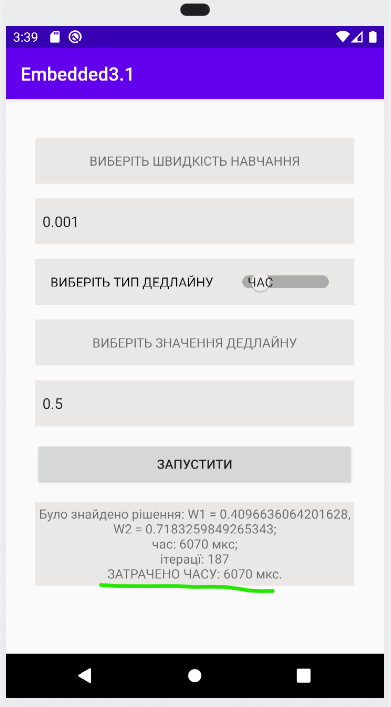 3:39
Embedded3.1
ВИБЕРІТЬ ШВИДКІСТЬ НАВЧАННЯ
0.001
ВИБЕРІТЬ ТИП ДЕДЛАЙНУ ЧАС
ВИБЕРІТЬ ЗНАЧЕННЯ ДЕДЛАЙНУ
0.5
ЗАПУСТИТИ
Було знайдено рішення: W1 = 0.4096636064201628,
W2 = 0.7183259849265343;
час: 6070 мкс;
ітерації: 187
ЗАТРАЧЕНО ЧАСУ: 6070 мкс.